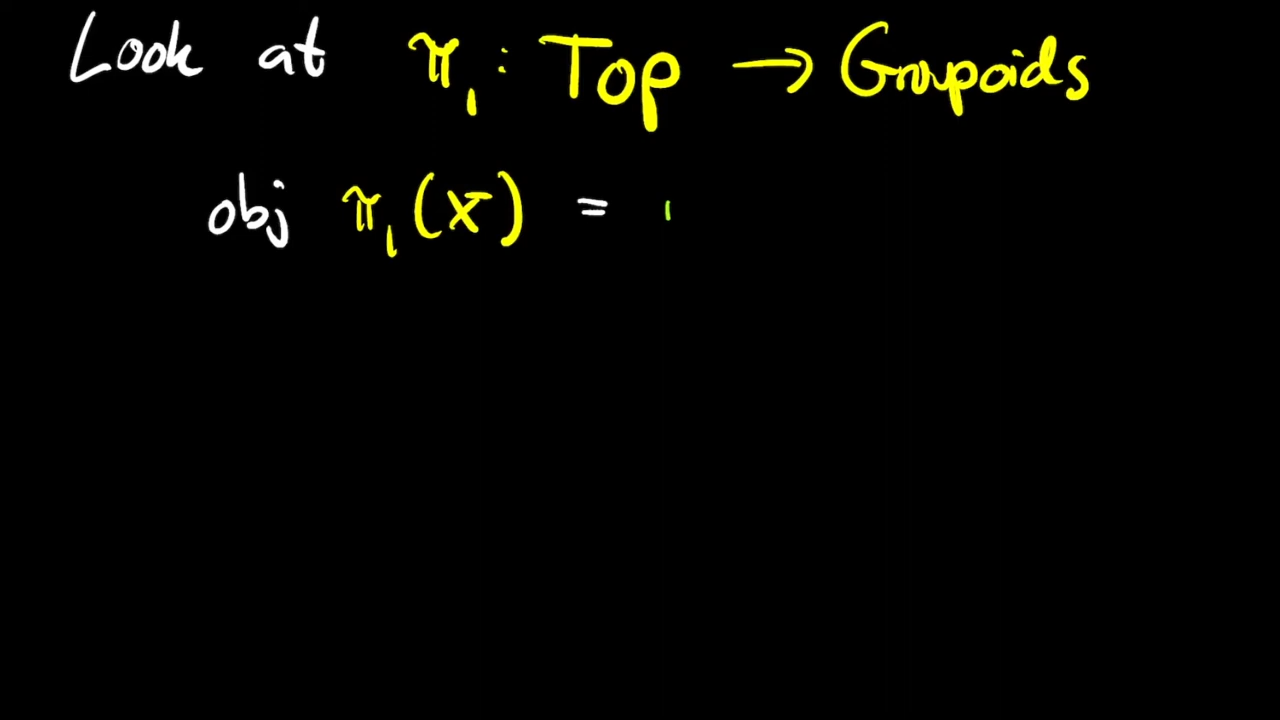 Look at π₁ : Top → Groupoids
obj π₁(X) =